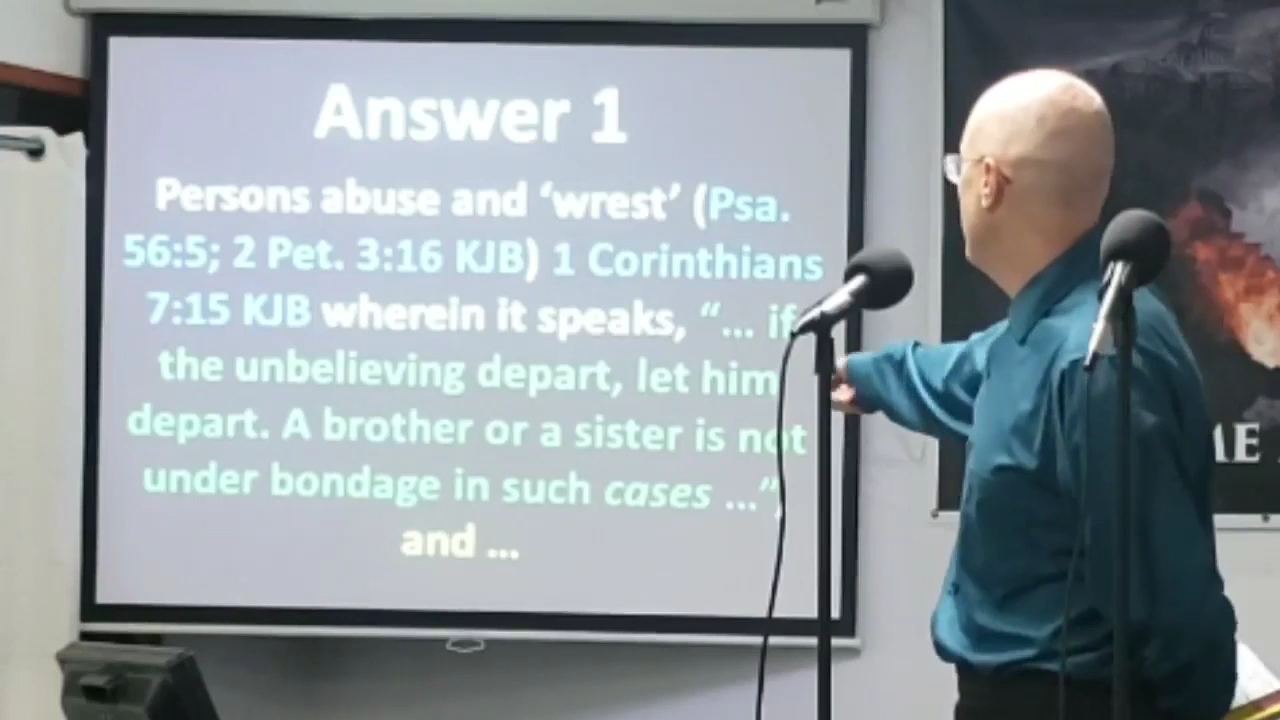 Answer 1
Persons abuse and ‘wrest’ (Psa.
56:5; 2 Pet. 3:16 KJB) 1 Corinthians
7:15 KJB wherein it speaks, “... if
the unbelieving depart, let him
depart. A brother or a sister is not
under bondage in such cases ...”,
and ...